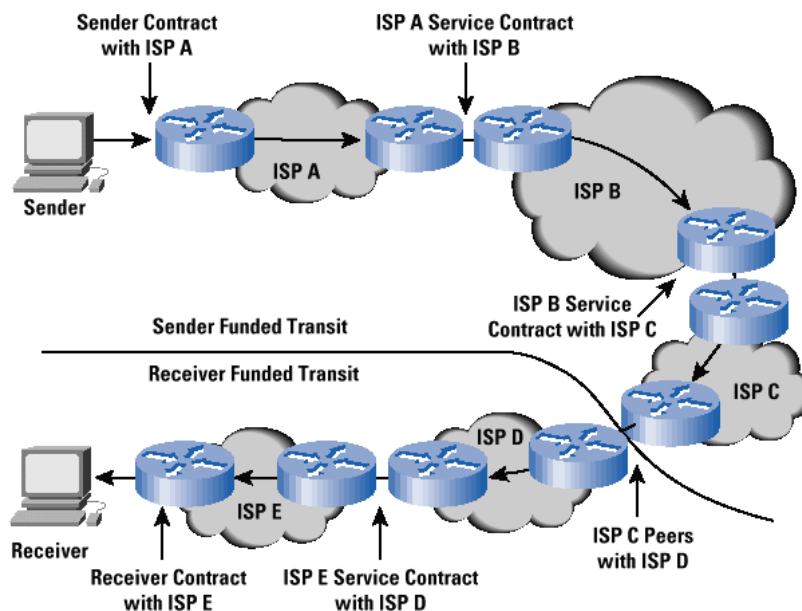 Sender Contract
with ISP A
ISP A Service Contract
with ISP B
ISP A
ISP B
Sender
ISP B Service
Contract with ISP C
Sender Funded Transit
Receiver Funded Transit
ISP C
ISP D
ISP E
Receiver
ISP C Peers
with ISP D
Receiver Contract
with ISP E
ISP E Service Contract
with ISP D